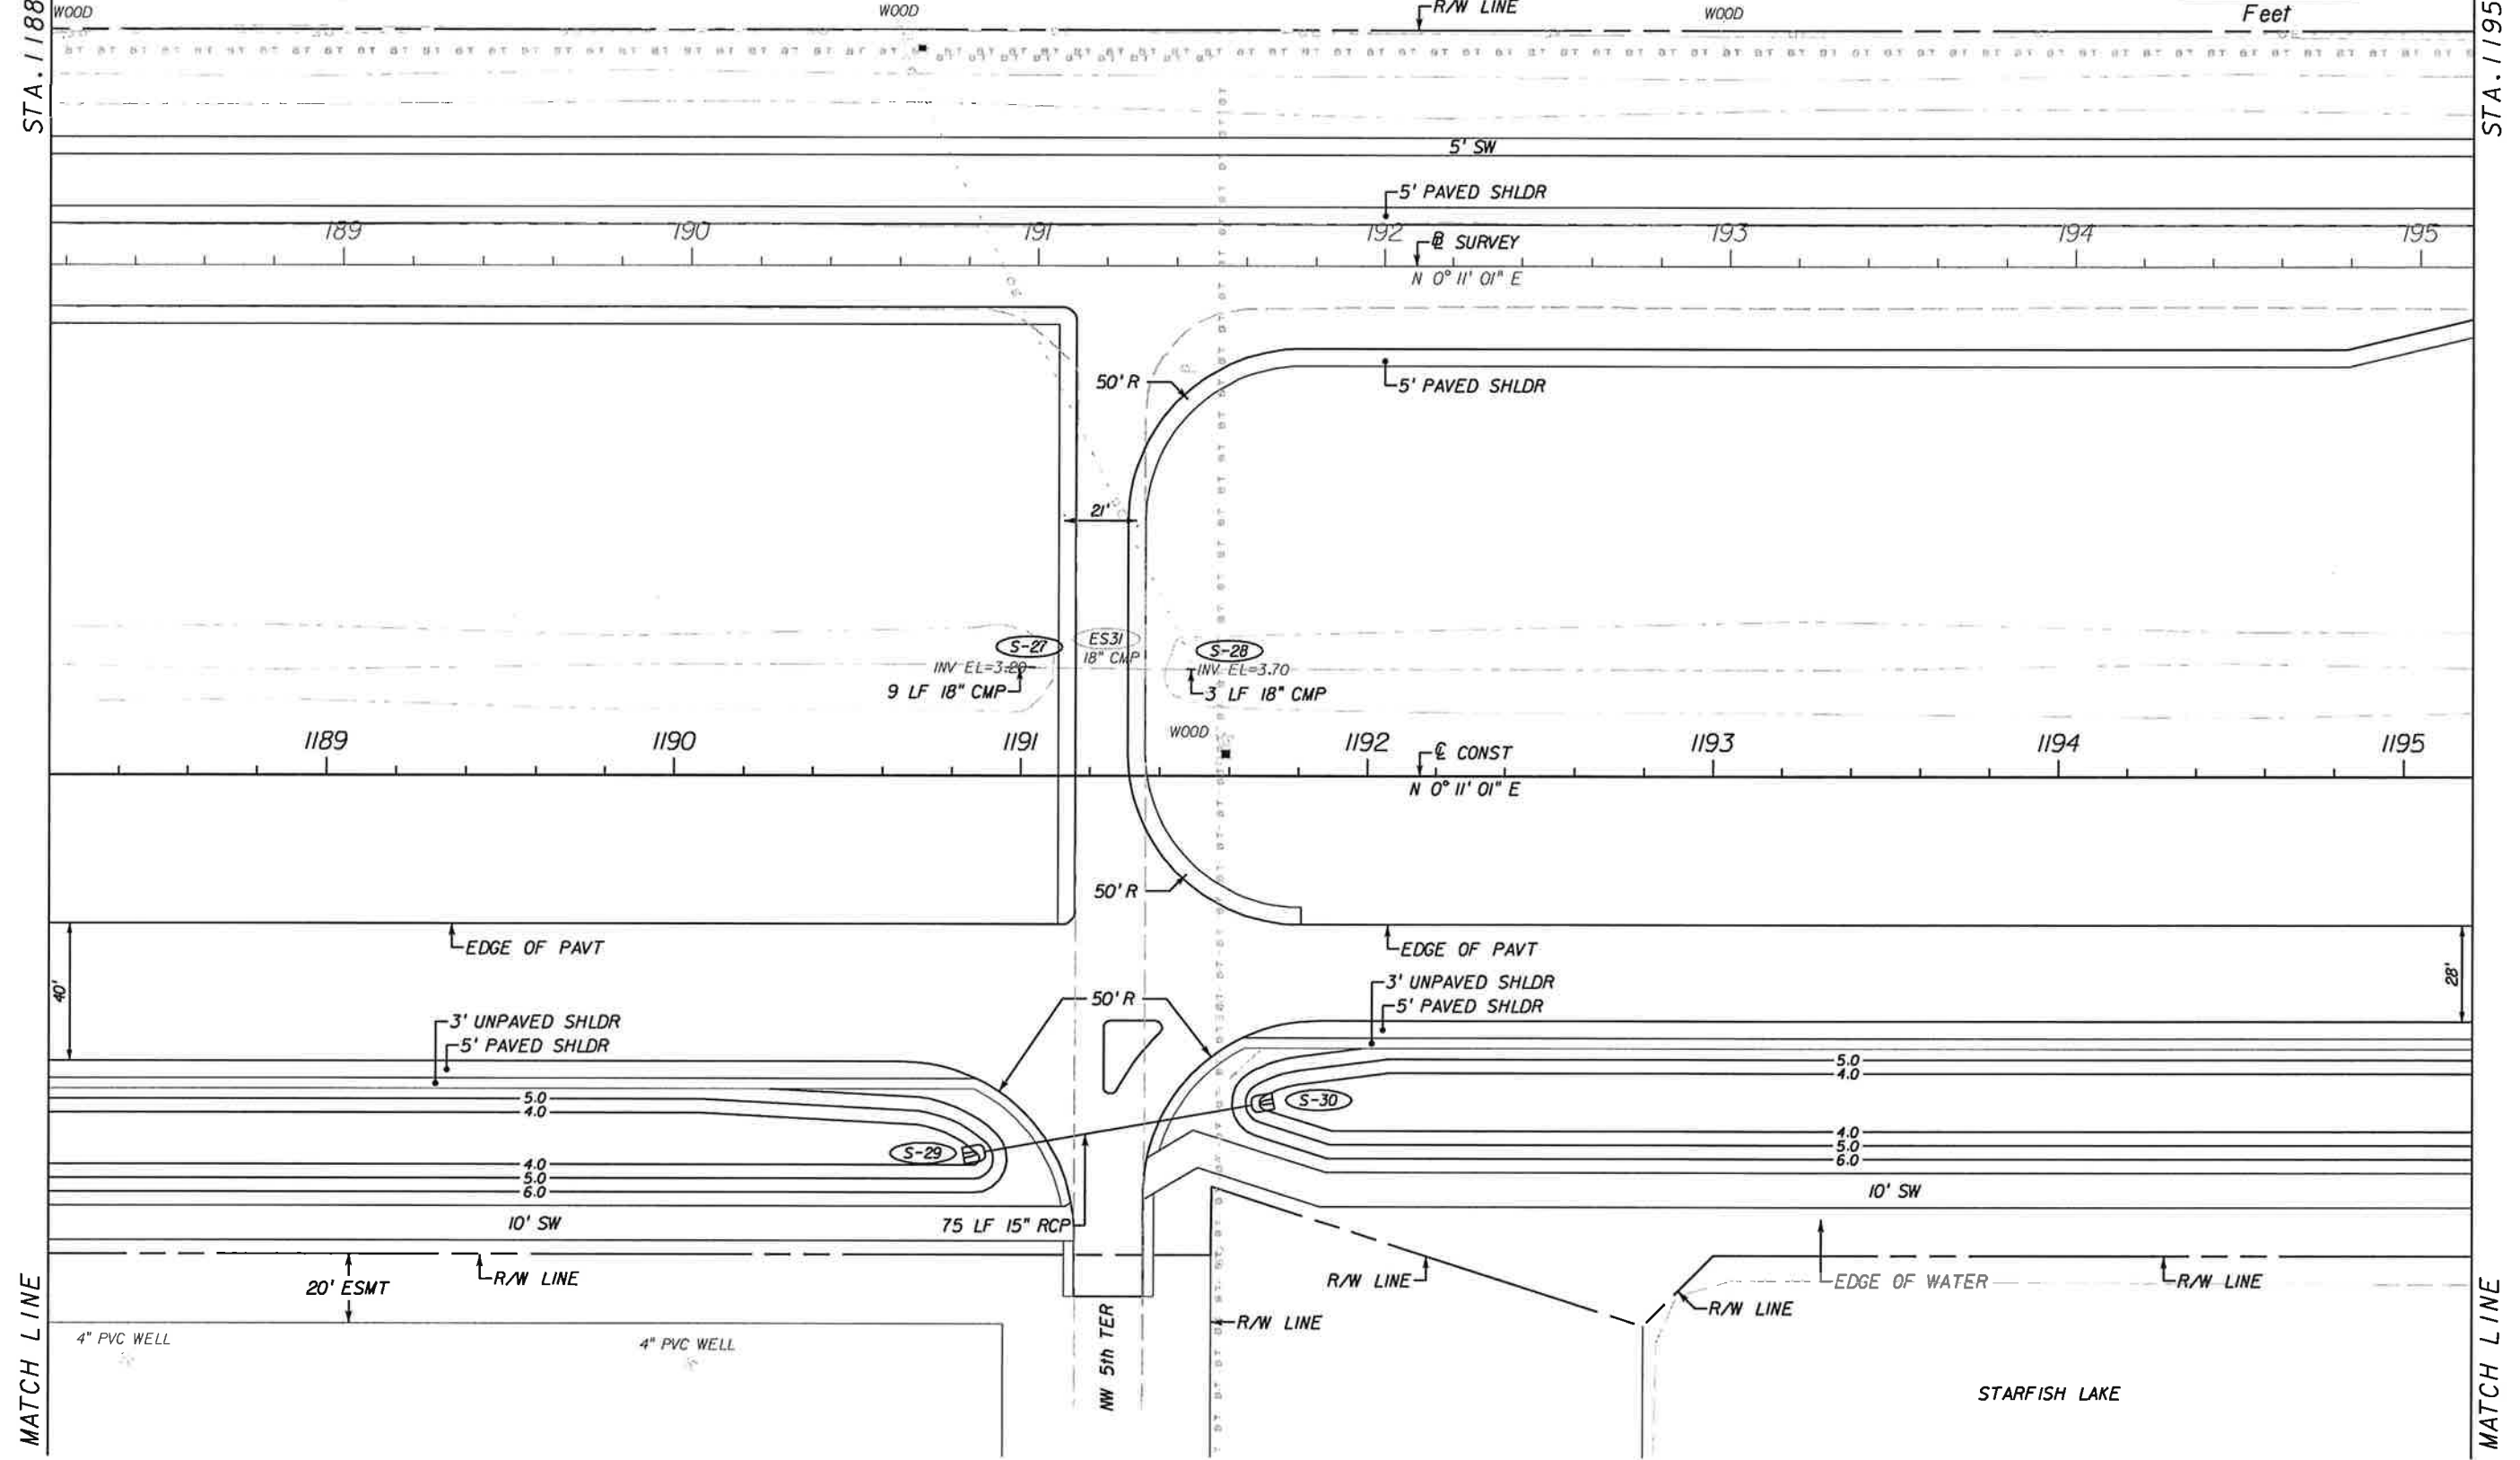 STA. 1188
WOOD
WOOD
R/W LINE
WOOD
Feet
STA. 1195
5' SW
5' PAVED SHLDR
189
190
191
192
193
194
195
℄ SURVEY
N 0° 11' 01" E
50' R
5' PAVED SHLDR
21'
S-27
ES31
18" CMP
S-28
INV EL=3.20
INV EL=3.70
9 LF 18" CMP
3 LF 18" CMP
WOOD
1189
1190
1191
1192
1193
1194
1195
℄ CONST
N 0° 11' 01" E
50' R
EDGE OF PAVT
EDGE OF PAVT
40'
28'
3' UNPAVED SHLDR
5' PAVED SHLDR
50' R
3' UNPAVED SHLDR
5' PAVED SHLDR
5.0
4.0
5.0
4.0
S-30
S-29
4.0
5.0
6.0
4.0
5.0
6.0
10' SW
10' SW
75 LF 15" RCP
20' ESMT
R/W LINE
R/W LINE
EDGE OF WATER
R/W LINE
R/W LINE
R/W LINE
4" PVC WELL
4" PVC WELL
NW 5th TER
STARFISH LAKE
MATCH LINE
MATCH LINE